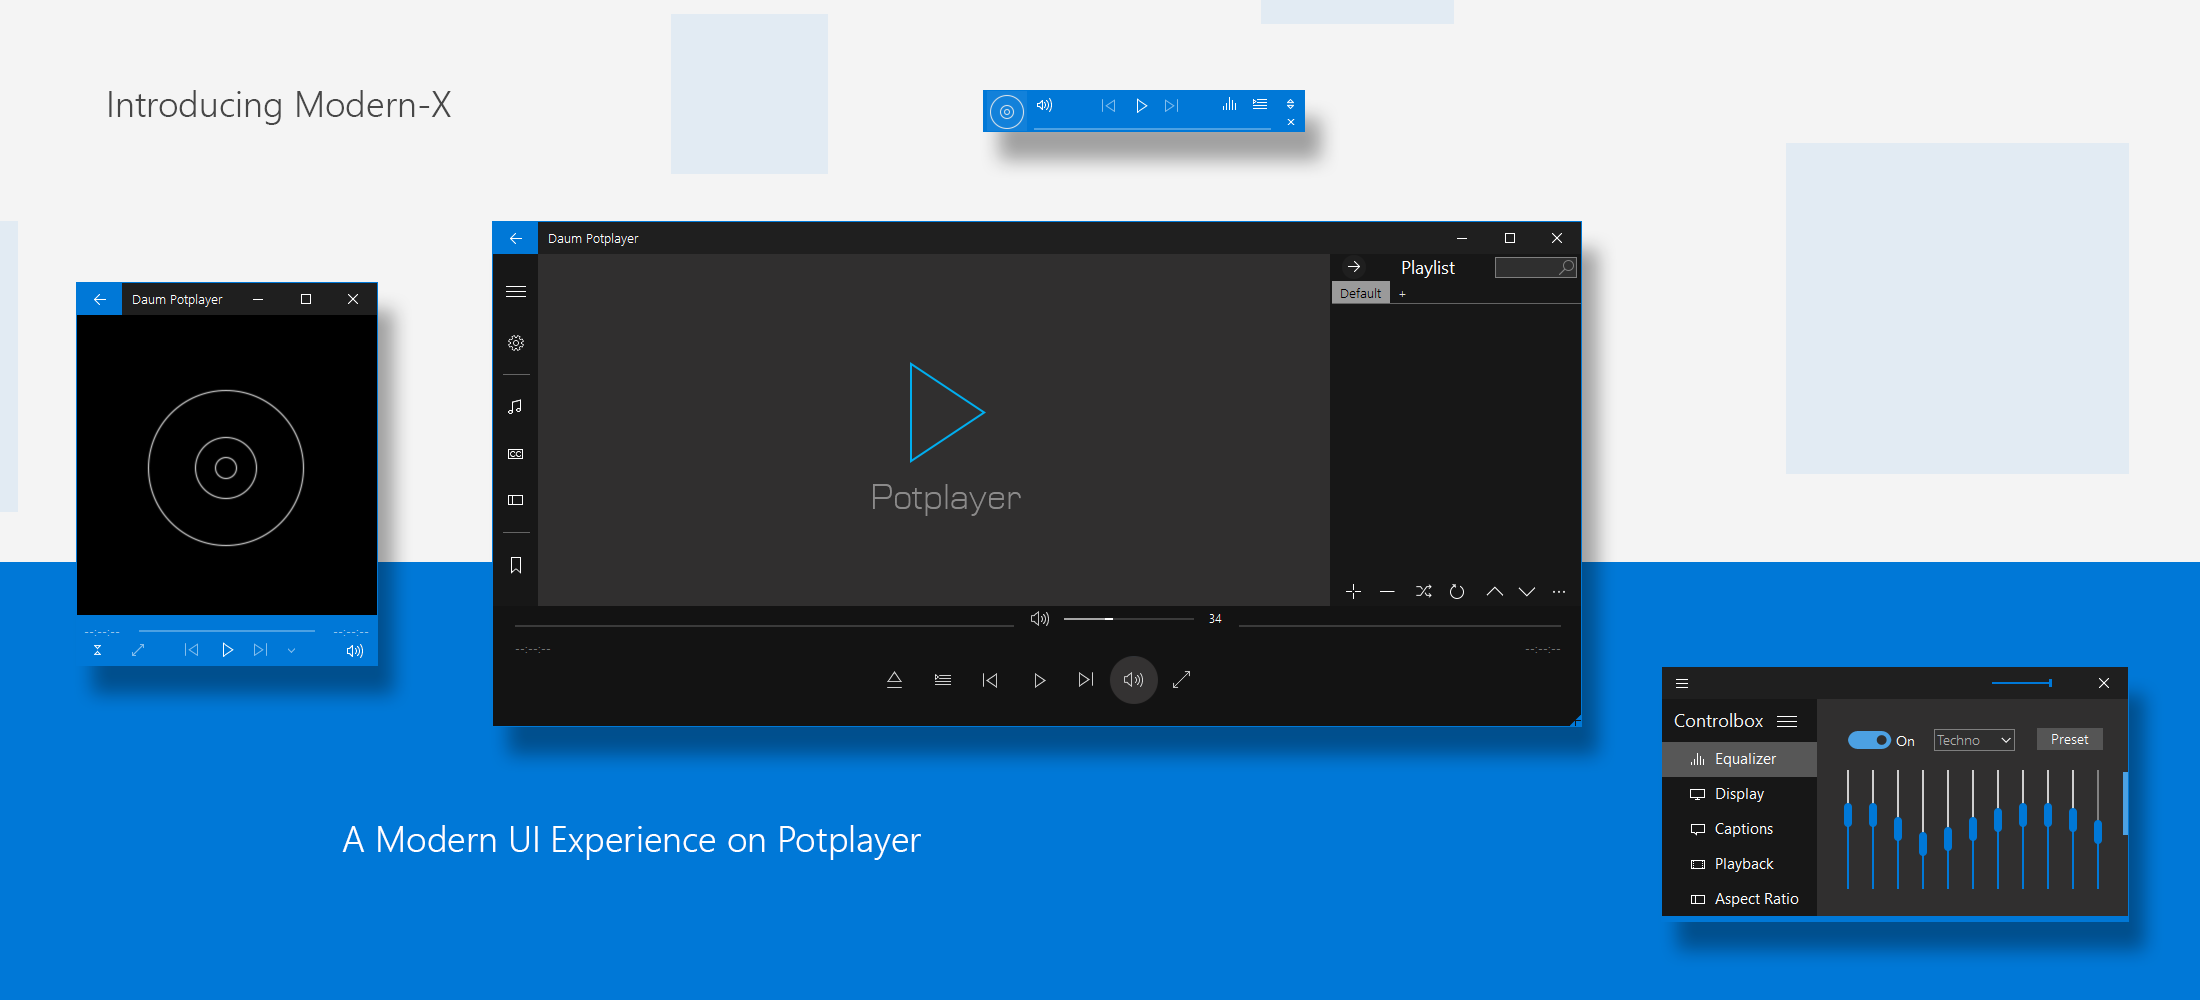 Introducing Modern-X
Daum Potplayer
Playlist
Default +
Potplayer
34
--:--:-- --:--:--
Daum Potplayer
--:--:-- --:--:--
A Modern UI Experience on Potplayer
Controlbox
Equalizer
Display
Captions
Playback
Aspect Ratio
On Techno Preset
CC